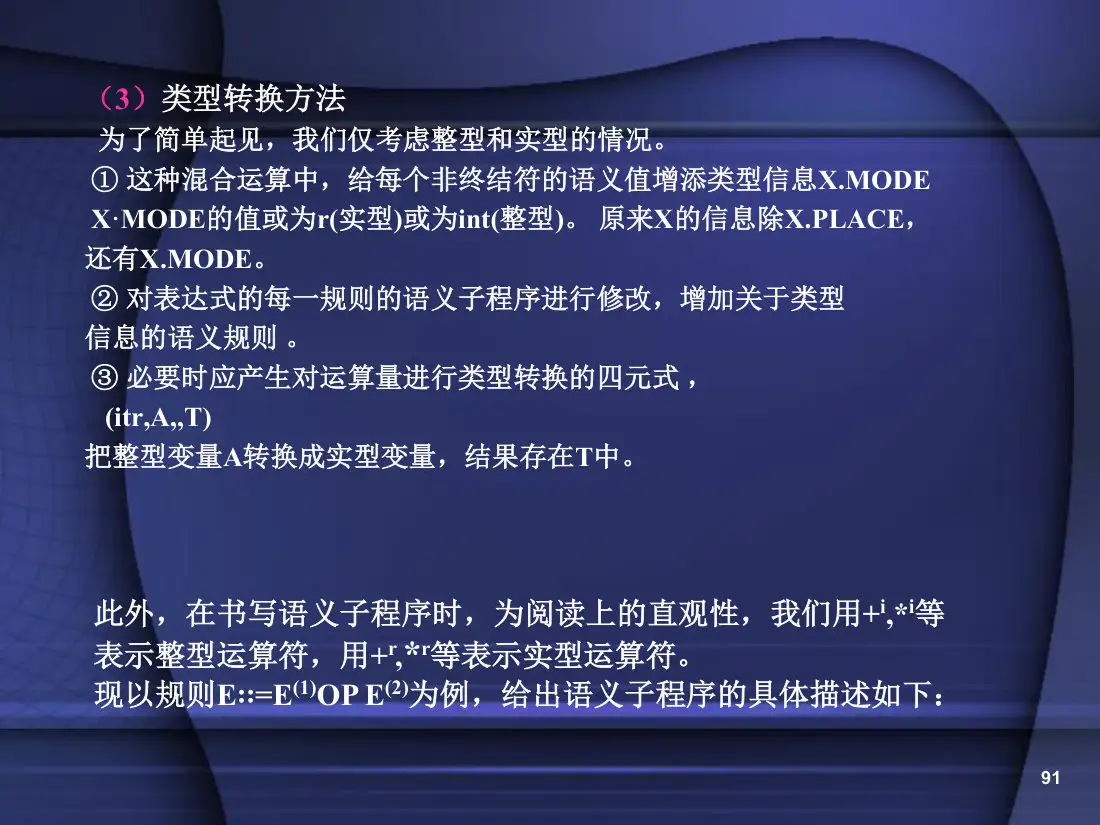 （3）类型转换方法
为了简单起见，我们仅考虑整型和实型的情况。
① 这种混合运算中，给每个非终结符的语义值增添类型信息X.MODE
X·MODE的值或为r(实型)或为int(整型)。 原来X的信息除X.PLACE，
还有X.MODE。
② 对表达式的每一规则的语义子程序进行修改，增加关于类型
信息的语义规则 。
③ 必要时应产生对运算量进行类型转换的四元式 ，
(itr,A,,T)
把整型变量A转换成实型变量，结果存在T中。
此外，在书写语义子程序时，为阅读上的直观性，我们用+ⁱ,*ⁱ等
表示整型运算符，用+ʳ,*ʳ等表示实型运算符。
现以规则E::=E⁽¹⁾OP E⁽²⁾为例，给出语义子程序的具体描述如下：
91